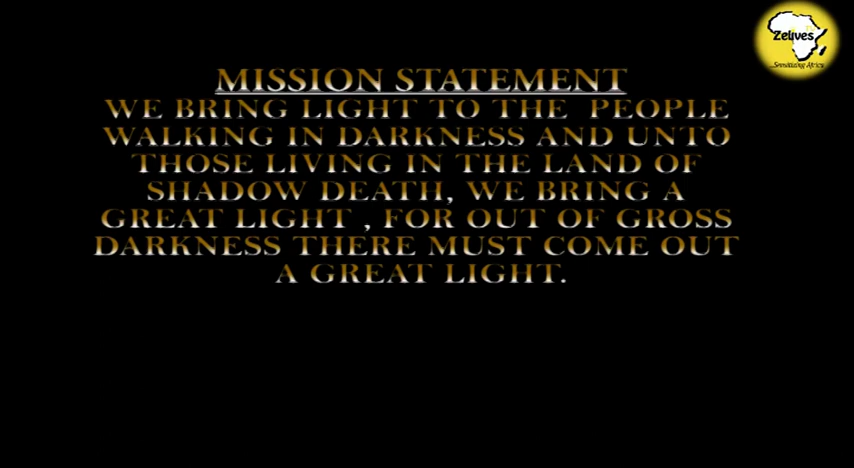 Zelives
...Sensitizing Africa
MISSION STATEMENT
WE BRING LIGHT TO THE PEOPLE
WALKING IN DARKNESS AND UNTO
THOSE LIVING IN THE LAND OF
SHADOW DEATH, WE BRING A
GREAT LIGHT , FOR OUT OF GROSS
DARKNESS THERE MUST COME OUT
A GREAT LIGHT.